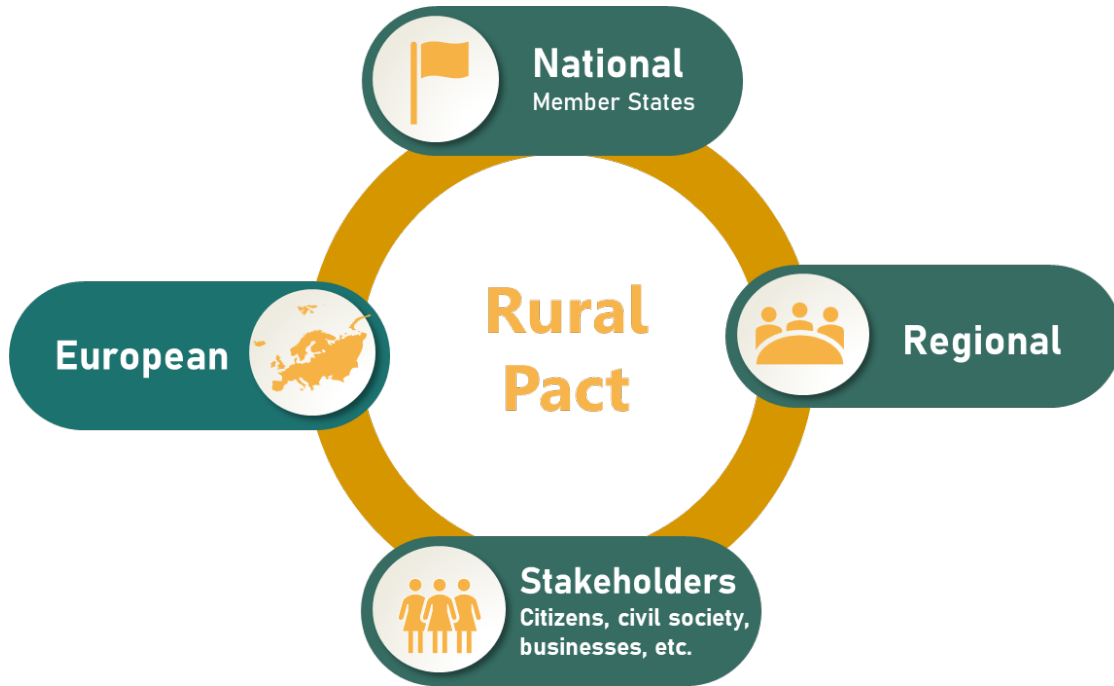 National
Member States
European
Rural
Pact
Regional
Stakeholders
Citizens, civil society,
businesses, etc.